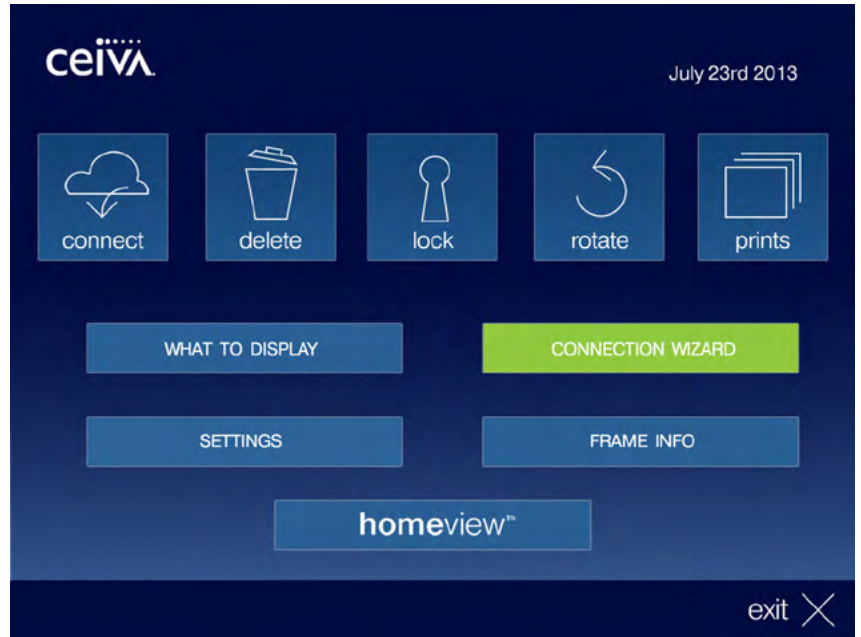 ceiva
July 23rd 2013
connect delete lock rotate prints
WHAT TO DISPLAY CONNECTION WIZARD
SETTINGS FRAME INFO
homeview™
exit